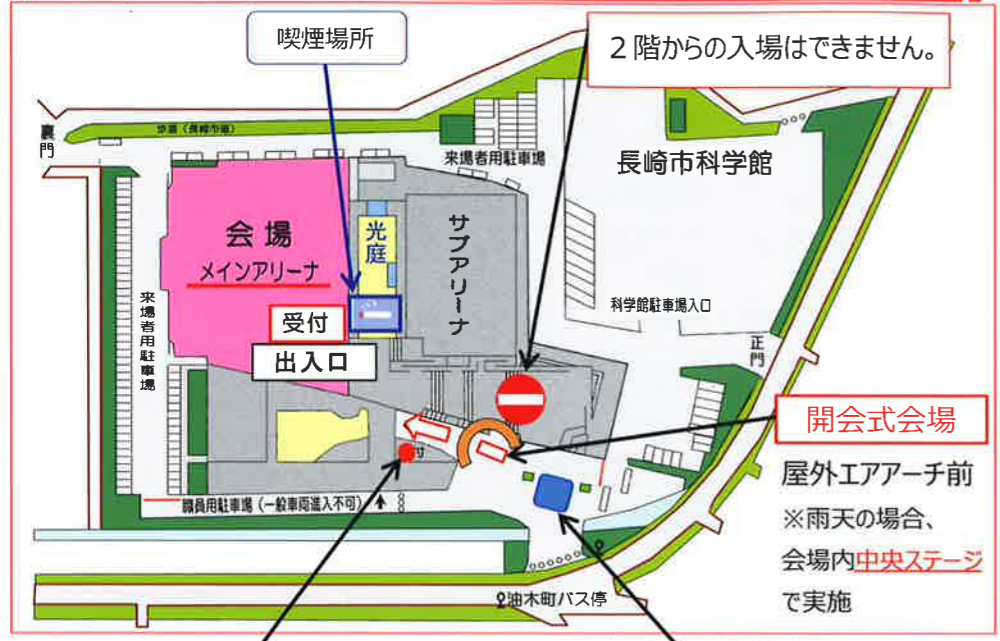 喫煙場所
２階からの入場はできません。
裏門
歩道（長崎市道）
来場者用駐車場
長崎市科学館
会場
メインアリーナ
光庭
サブアリーナ
来場者用駐車場
科学館駐車場入口
受付
出入口
正門
開会式会場
屋外エアアーチ前
※雨天の場合、
会場内中央ステージ
で実施
職員用駐車場（一般車両進入不可）
油木町バス停